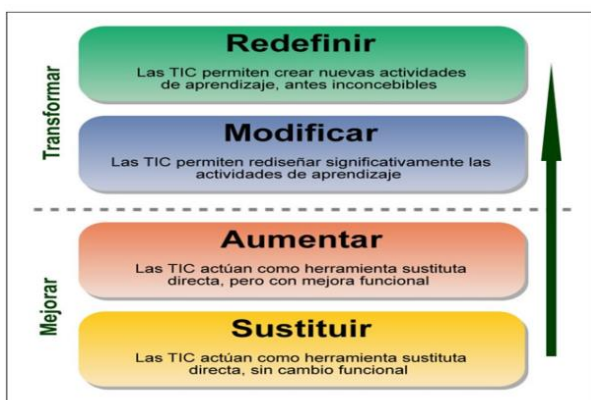 Transformar
Redefinir
Las TIC permiten crear nuevas actividades
de aprendizaje, antes inconcebibles
Modificar
Las TIC permiten rediseñar significativamente las
actividades de aprendizaje
Mejorar
Aumentar
Las TIC actúan como herramienta sustituta
directa, pero con mejora funcional
Sustituir
Las TIC actúan como herramienta sustituta
directa, sin cambio funcional